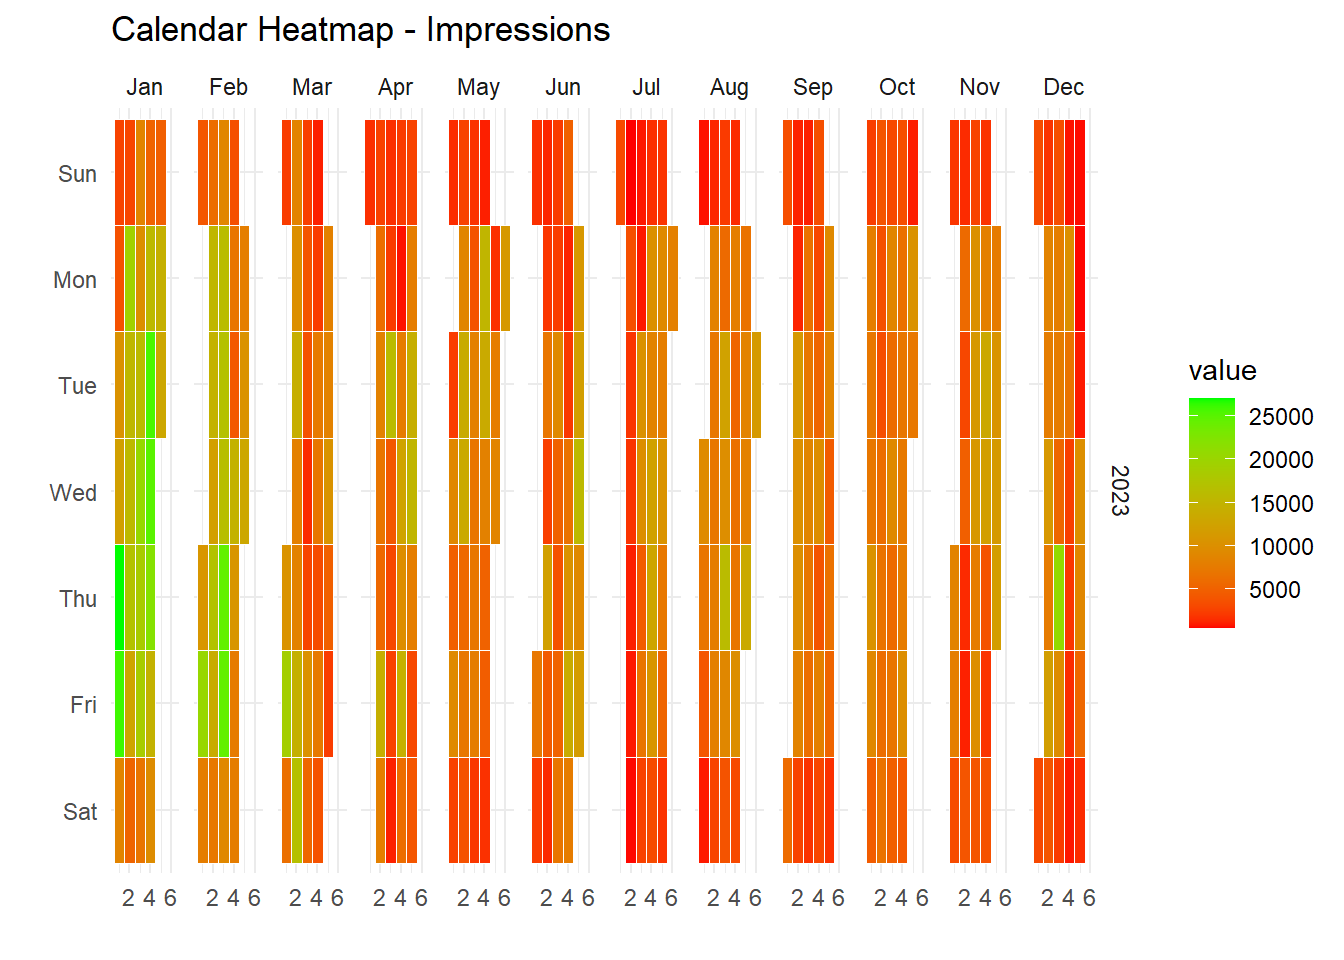 Calendar Heatmap - Impressions
Jan Feb Mar Apr May Jun Jul Aug Sep Oct Nov Dec
Sun
Mon
Tue
Wed
Thu
Fri
Sat
2 4 6 2 4 6 2 4 6 2 4 6 2 4 6 2 4 6 2 4 6 2 4 6 2 4 6 2 4 6 2 4 6 2 4 6
2023
value
25000
20000
15000
10000
5000